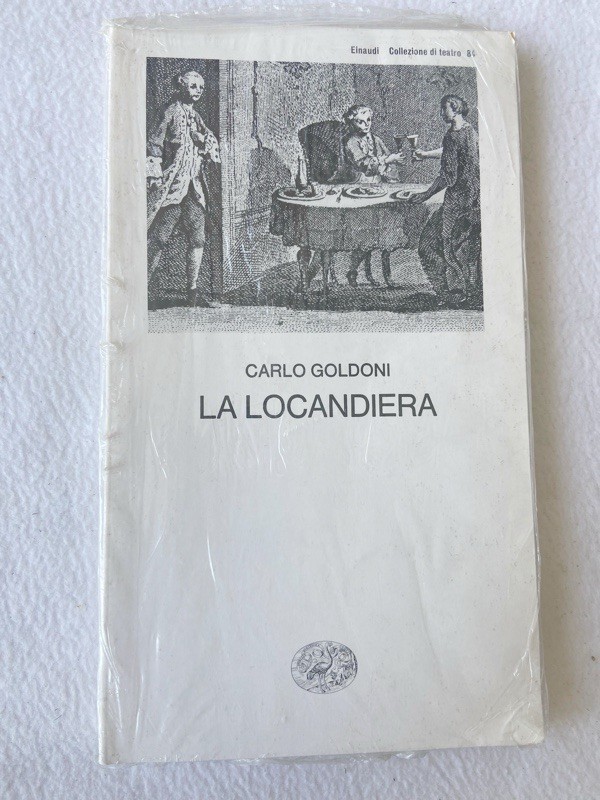 Einaudi Collezione di teatro
CARLO GOLDONI
LA LOCANDIERA